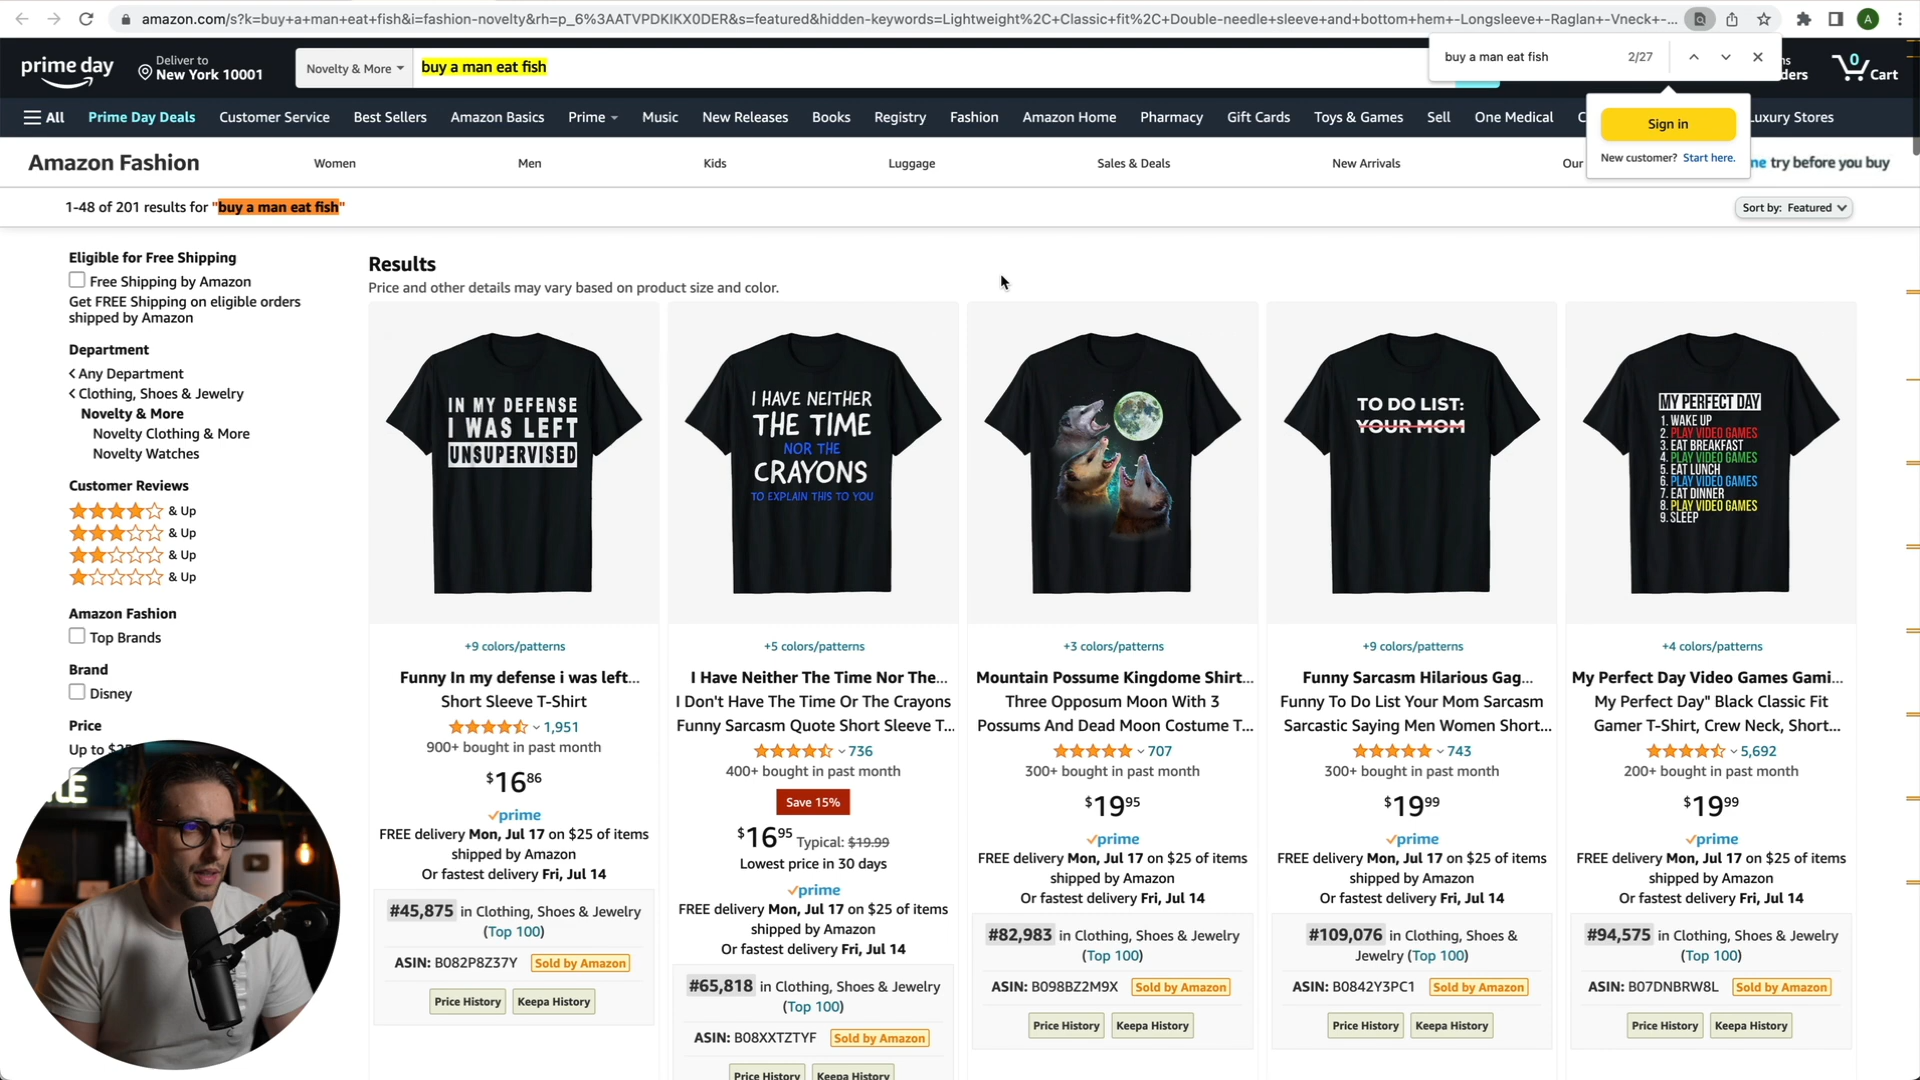 amazon.com/s?k=buy+a+man+eat+fish&i=fashion-novelty&rh=p_6%3AATVPDKIKX0DER&s=featured&hidden-keywords=Lightweight%2C+Classic+fit%2C+Double-needle+sleeve+and+bottom+hem+-Longsleeve+-Raglan+-Vneck+-...
A
buy a man eat fish 2/27
prime day
Deliver to
New York 10001
Novelty & More
buy a man eat fish
0
Cart
All
Prime Day Deals
Customer Service
Best Sellers
Amazon Basics
Prime
Music
New Releases
Books
Registry
Fashion
Amazon Home
Pharmacy
Gift Cards
Toys & Games
Sell
One Medical
Luxury Stores
Sign in
New customer? Start here.
Amazon Fashion
Women
Men
Kids
Luggage
Sales & Deals
New Arrivals
Our
try before you buy
1-48 of 201 results for "buy a man eat fish"
Sort by: Featured
Eligible for Free Shipping
Free Shipping by Amazon
Get FREE Shipping on eligible orders
shipped by Amazon
Department
Any Department
Clothing, Shoes & Jewelry
Novelty & More
Novelty Clothing & More
Novelty Watches
Customer Reviews
& Up
& Up
& Up
& Up
Amazon Fashion
Top Brands
Brand
Disney
Price
Up to
Results
Price and other details may vary based on product size and color.
IN MY DEFENSE
I WAS LEFT
UNSUPERVISED
+9 colors/patterns
Funny In my defense i was left...
Short Sleeve T-Shirt
1,951
900+ bought in past month
$16 86
prime
FREE delivery Mon, Jul 17 on $25 of items
shipped by Amazon
Or fastest delivery Fri, Jul 14
#45,875 in Clothing, Shoes & Jewelry
(Top 100)
ASIN: B082P8Z37Y Sold by Amazon
Price History Keepa History
I HAVE NEITHER
THE TIME
NOR THE
CRAYONS
TO EXPLAIN THIS TO YOU
+5 colors/patterns
I Have Neither The Time Nor The...
I Don't Have The Time Or The Crayons
Funny Sarcasm Quote Short Sleeve T...
736
400+ bought in past month
Save 15%
$16 95 Typical: $19.99
Lowest price in 30 days
prime
FREE delivery Mon, Jul 17 on $25 of items
shipped by Amazon
Or fastest delivery Fri, Jul 14
#65,818 in Clothing, Shoes & Jewelry
(Top 100)
ASIN: B08XXTZTYF Sold by Amazon
Price History Keepa History
+3 colors/patterns
Mountain Possume Kingdome Shirt...
Three Opposum Moon With 3
Possums And Dead Moon Costume T...
707
300+ bought in past month
$19 95
prime
FREE delivery Mon, Jul 17 on $25 of items
shipped by Amazon
Or fastest delivery Fri, Jul 14
#82,983 in Clothing, Shoes & Jewelry
(Top 100)
ASIN: B098BZ2M9X Sold by Amazon
Price History Keepa History
TO DO LIST:
YOUR MOM
+9 colors/patterns
Funny Sarcasm Hilarious Gag...
Funny To Do List Your Mom Sarcasm
Sarcastic Saying Men Women Short...
743
300+ bought in past month
$19 99
prime
FREE delivery Mon, Jul 17 on $25 of items
shipped by Amazon
Or fastest delivery Fri, Jul 14
#109,076 in Clothing, Shoes &
Jewelry (Top 100)
ASIN: B0842Y3PC1 Sold by Amazon
Price History Keepa History
MY PERFECT DAY
1. WAKE UP
2. PLAY VIDEO GAMES
3. EAT BREAKFAST
4. PLAY VIDEO GAMES
5. EAT LUNCH
6. PLAY VIDEO GAMES
7. EAT DINNER
8. PLAY VIDEO GAMES
9. SLEEP
+4 colors/patterns
My Perfect Day Video Games Gami...
My Perfect Day" Black Classic Fit
Gamer T-Shirt, Crew Neck, Short...
5,692
200+ bought in past month
$19 99
prime
FREE delivery Mon, Jul 17 on $25 of items
shipped by Amazon
Or fastest delivery Fri, Jul 14
#94,575 in Clothing, Shoes & Jewelry
(Top 100)
ASIN: B07DNBRW8L Sold by Amazon
Price History Keepa History